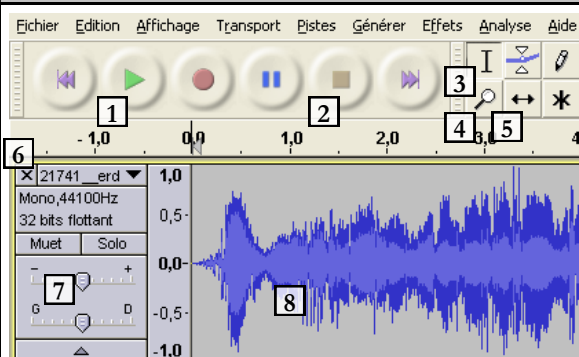 Fichier Edition Affichage Transport Pistes Générer Effets Analyse Aide
1 2 3
4 5
- 1,0 0,0 1,0 2,0 3,0 4
6
21741__erd 1,0
Mono,44100Hz
32 bits flottant 0,5-
Muet Solo
- + 0,0-
7 8
G D -0,5-
-1,0